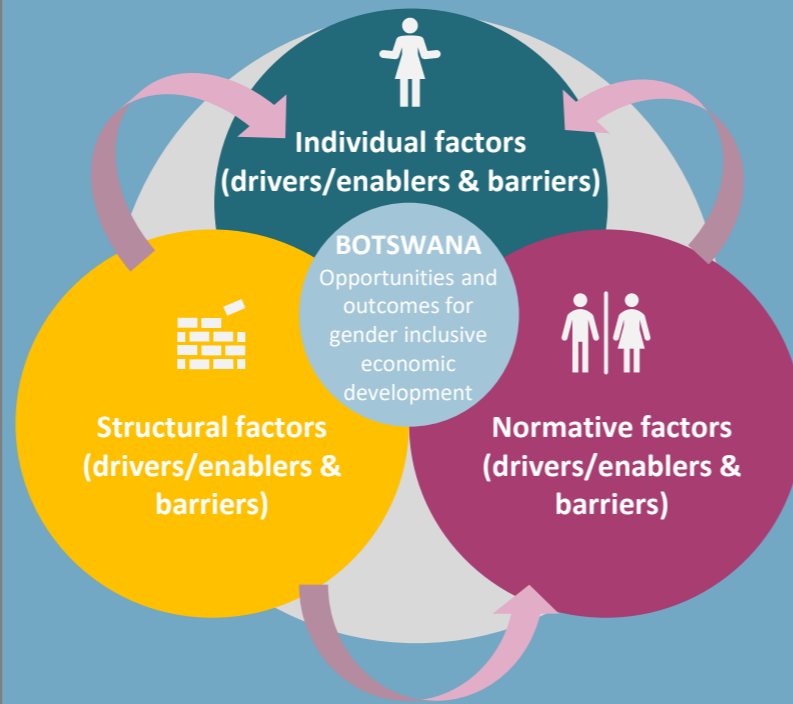 Individual factors
(drivers/enablers & barriers)
BOTSWANA
Opportunities and
outcomes for
gender inclusive
economic
development
Structural factors
(drivers/enablers &
barriers)
Normative factors
(drivers/enablers &
barriers)